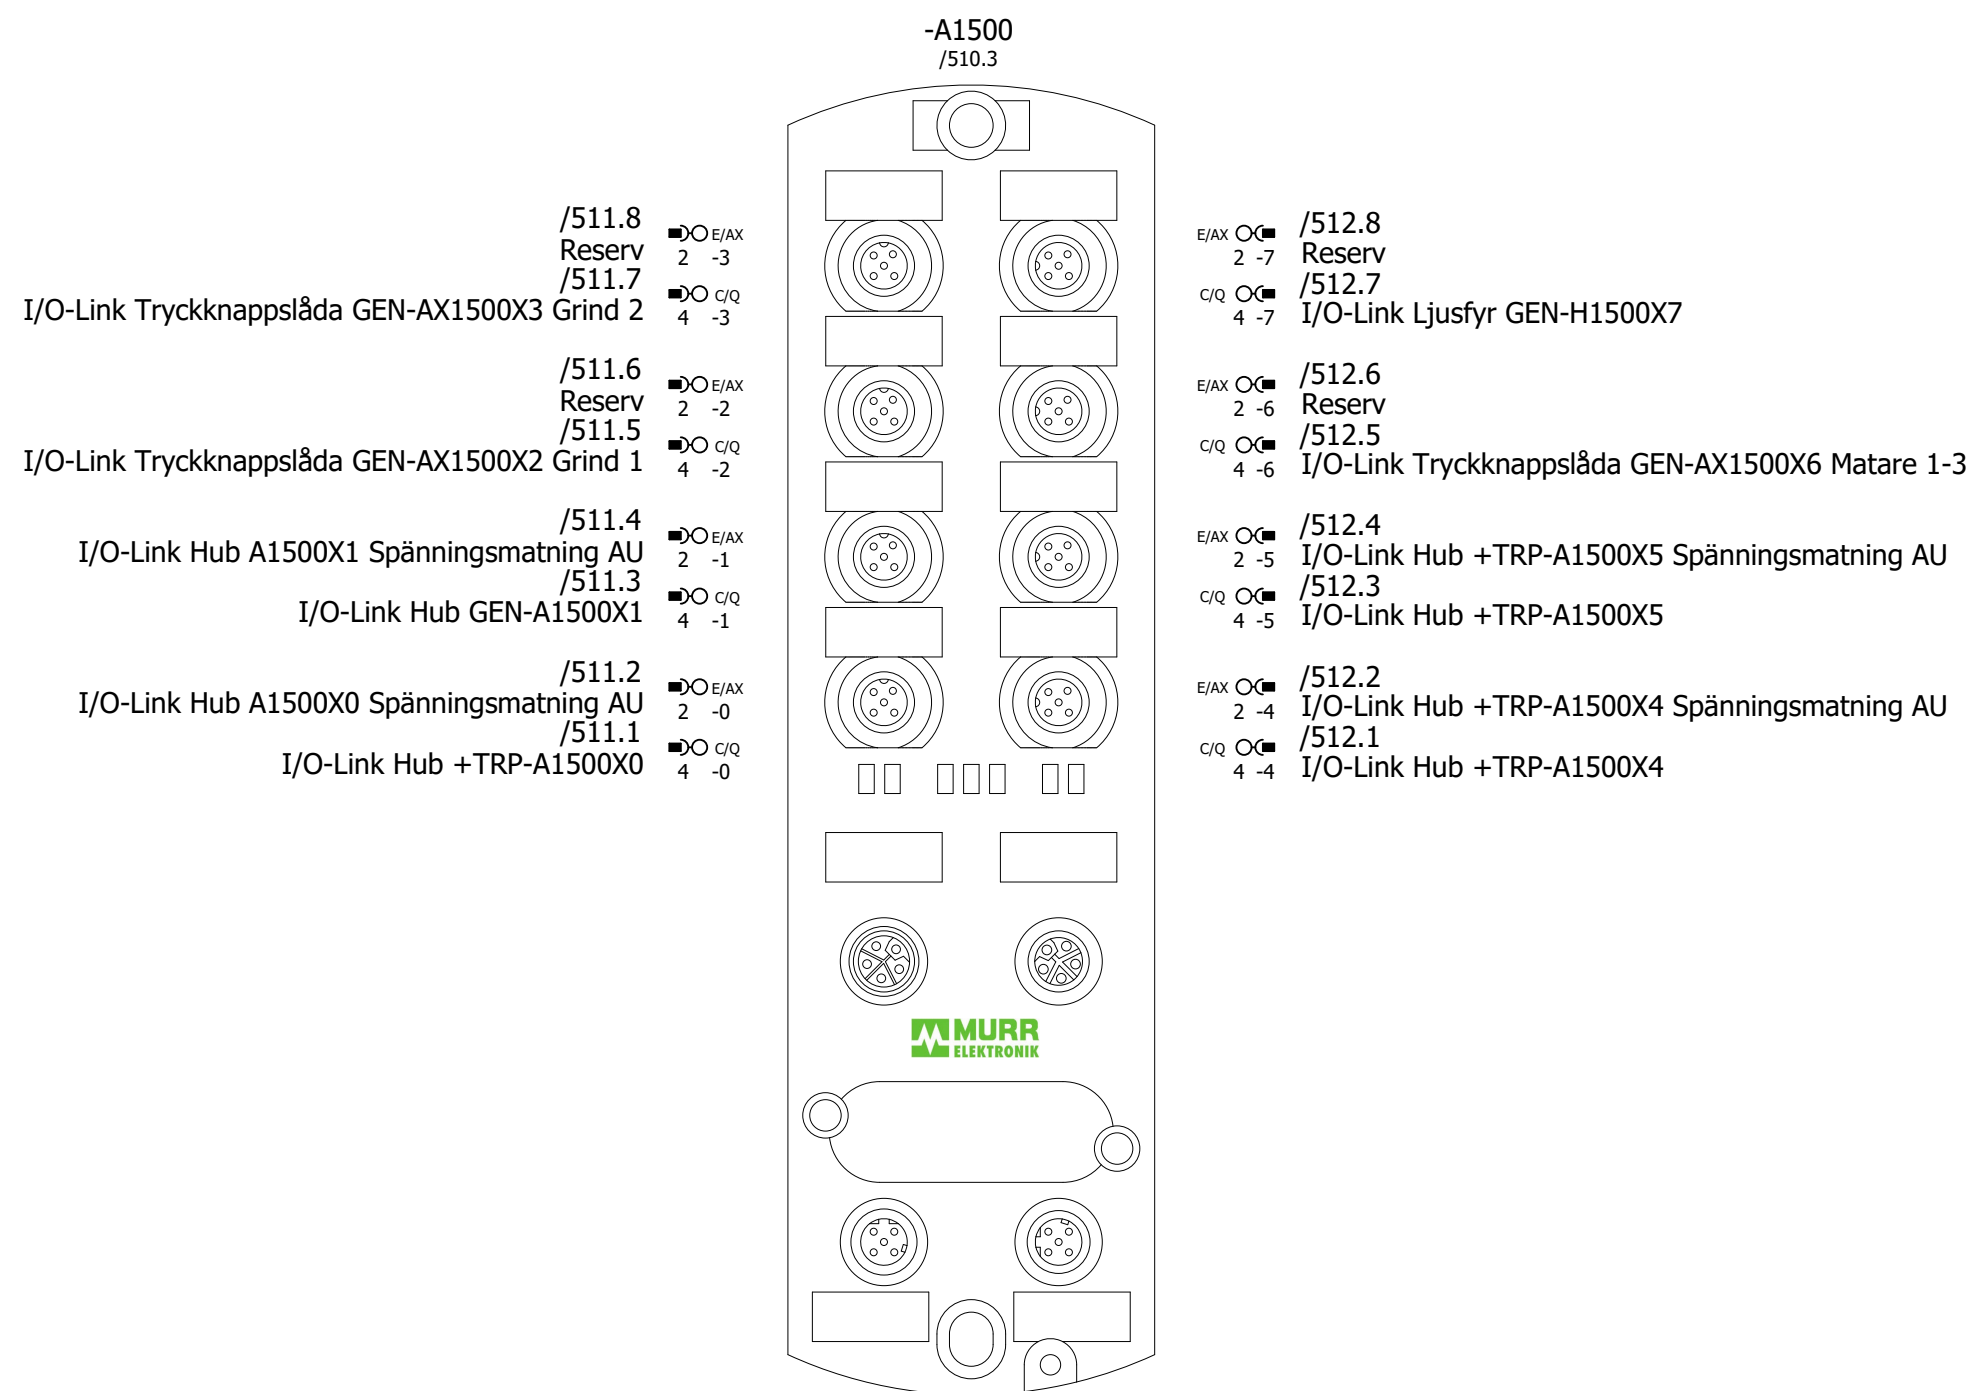 -A1500
/510.3
/511.8
Reserv
E/AX
2 -3
/511.7
I/O-Link Tryckknappslåda GEN-AX1500X3 Grind 2
C/Q
4 -3
/511.6
Reserv
E/AX
2 -2
/511.5
I/O-Link Tryckknappslåda GEN-AX1500X2 Grind 1
C/Q
4 -2
/511.4
I/O-Link Hub A1500X1 Spänningsmatning AU
E/AX
2 -1
/511.3
I/O-Link Hub GEN-A1500X1
C/Q
4 -1
/511.2
I/O-Link Hub A1500X0 Spänningsmatning AU
E/AX
2 -0
/511.1
I/O-Link Hub +TRP-A1500X0
C/Q
4 -0
E/AX
2 -7
/512.8
Reserv
C/Q
4 -7
/512.7
I/O-Link Ljusfyr GEN-H1500X7
E/AX
2 -6
/512.6
Reserv
C/Q
4 -6
/512.5
I/O-Link Tryckknappslåda GEN-AX1500X6 Matare 1-3
E/AX
2 -5
/512.4
I/O-Link Hub +TRP-A1500X5 Spänningsmatning AU
C/Q
4 -5
/512.3
I/O-Link Hub +TRP-A1500X5
E/AX
2 -4
/512.2
I/O-Link Hub +TRP-A1500X4 Spänningsmatning AU
C/Q
4 -4
/512.1
I/O-Link Hub +TRP-A1500X4
MURR
ELEKTRONIK